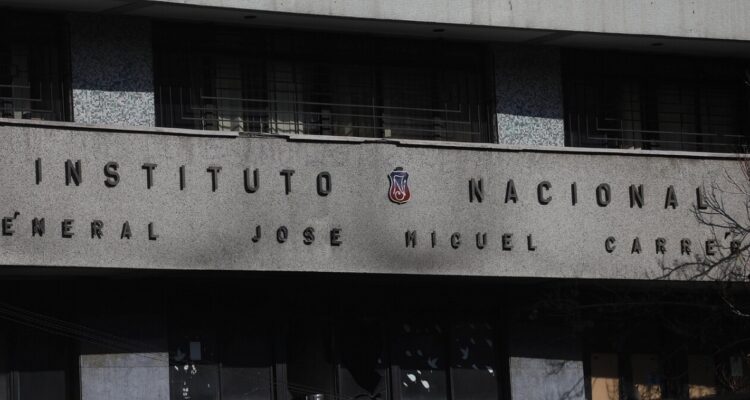 INSTITUTO NACIONAL
ENERAL JOSE MIGUEL CARRER